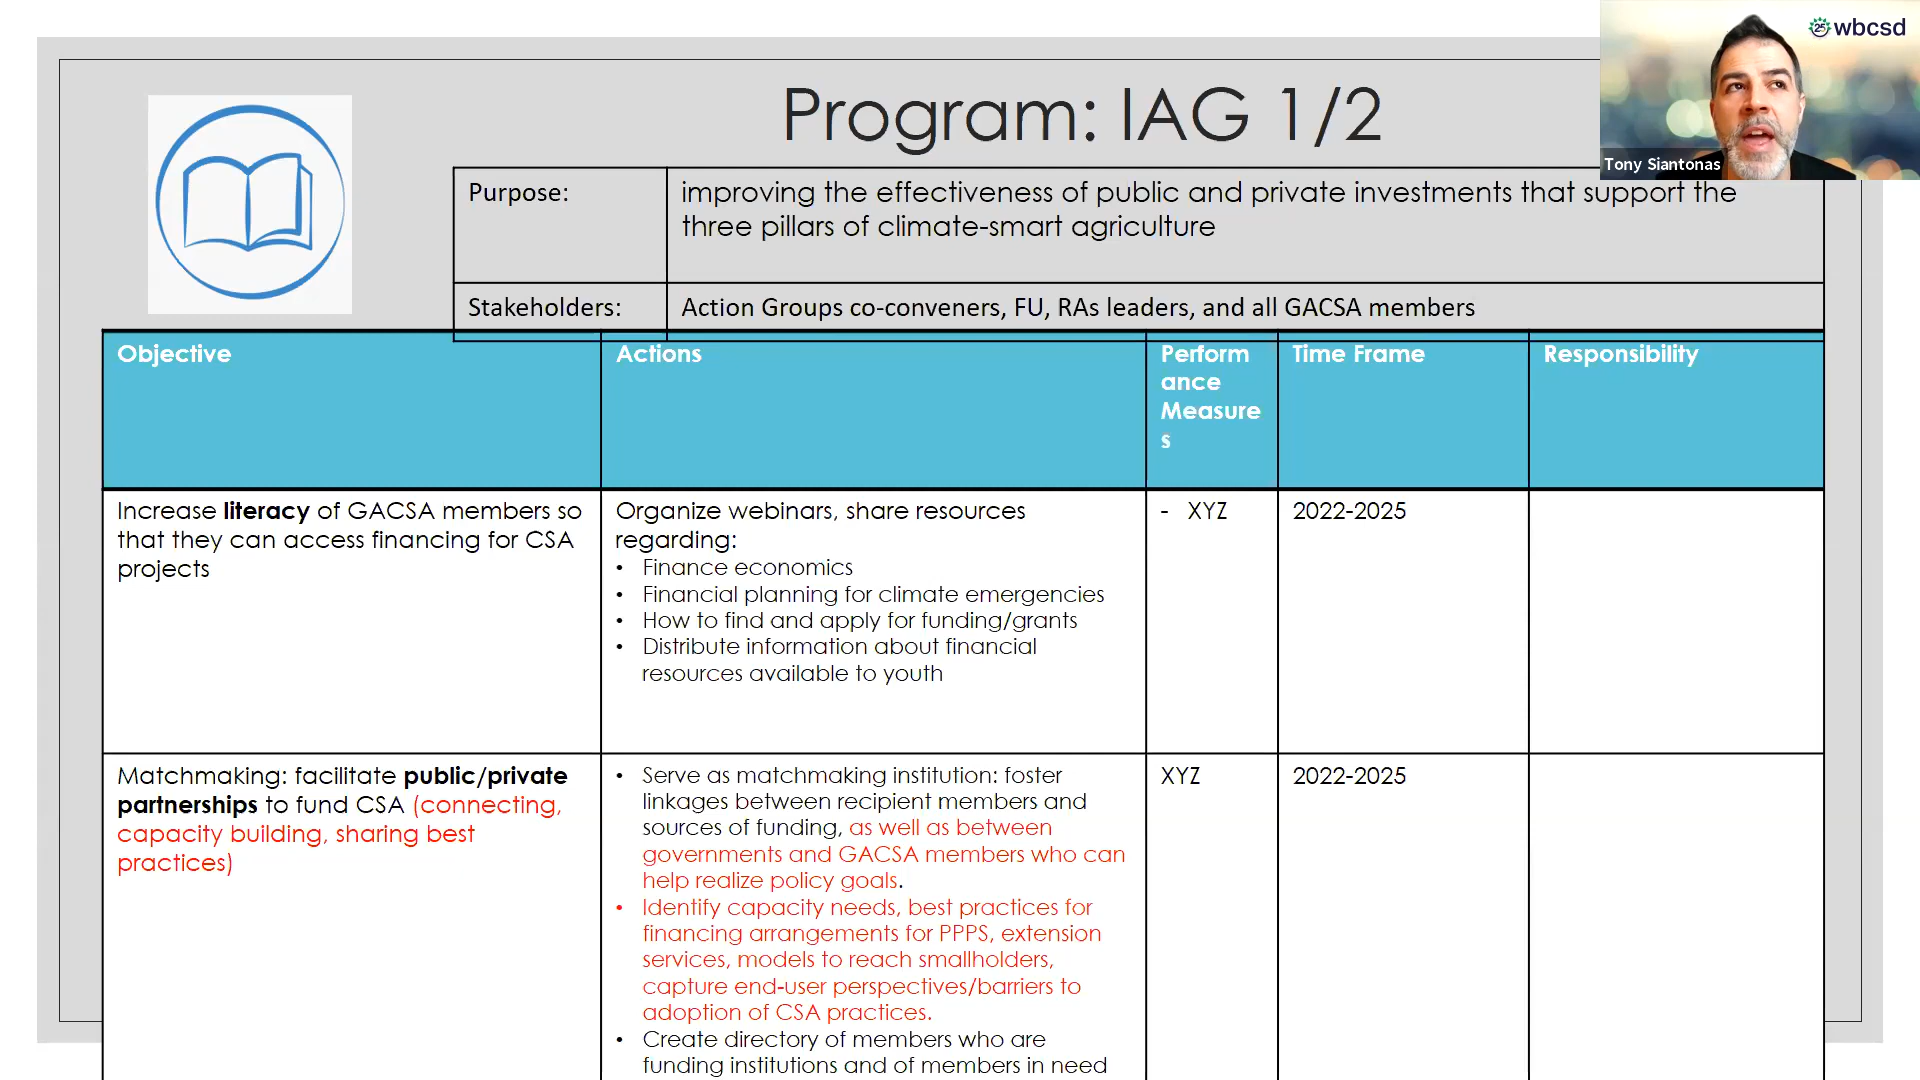 25 wbcsd
Tony Siantonas
Program: IAG 1/2
Purpose:
improving the effectiveness of public and private investments that support the
three pillars of climate-smart agriculture
Stakeholders:
Action Groups co-conveners, FU, RAs leaders, and all GACSA members
Objective
Actions
Perform
ance
Measure
s
Time Frame
Responsibility
Increase literacy of GACSA members so
that they can access financing for CSA
projects
Organize webinars, share resources
regarding:
• Finance economics
• Financial planning for climate emergencies
• How to find and apply for funding/grants
• Distribute information about financial
resources available to youth
- XYZ
2022-2025
Matchmaking: facilitate public/private
partnerships to fund CSA (connecting,
capacity building, sharing best
practices)
• Serve as matchmaking institution: foster
linkages between recipient members and
sources of funding, as well as between
governments and GACSA members who can
help realize policy goals.
• Identify capacity needs, best practices for
financing arrangements for PPPS, extension
services, models to reach smallholders,
capture end-user perspectives/barriers to
adoption of CSA practices.
• Create directory of members who are
funding institutions and of members in need
XYZ
2022-2025